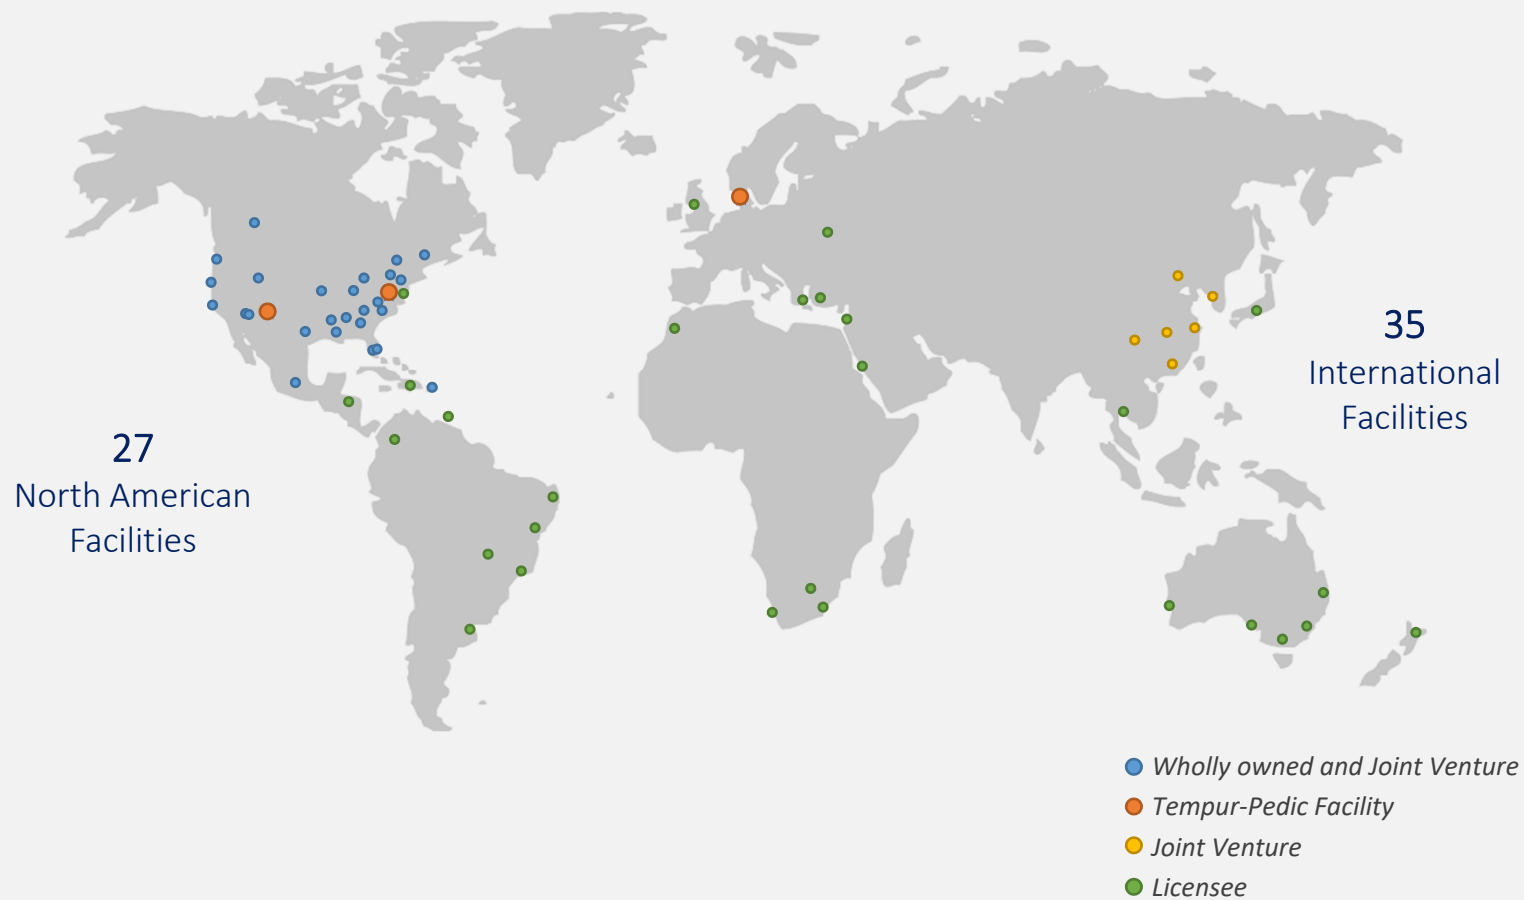 27
North American
Facilities
35
International
Facilities
Wholly owned and Joint Venture
Tempur-Pedic Facility
Joint Venture
Licensee